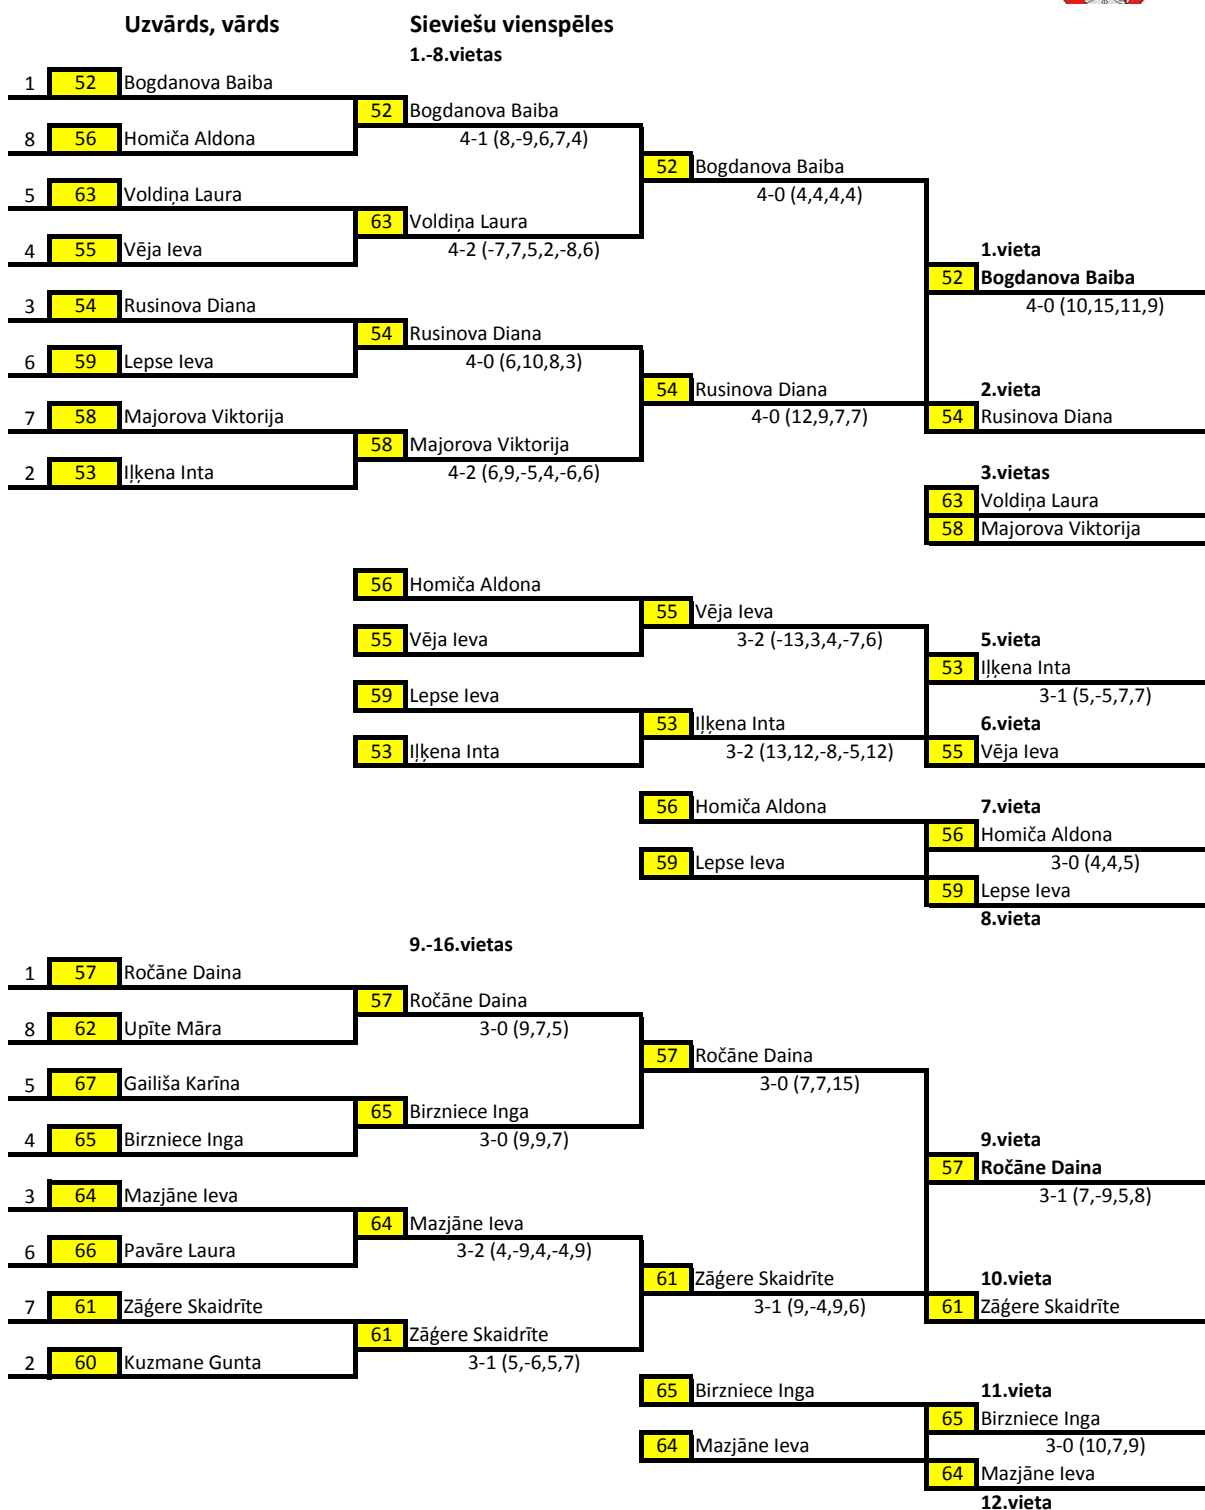 Uzvārds, vārds Sieviešu vienspēles
1.-8.vietas
1 52 Bogdanova Baiba
52 Bogdanova Baiba
8 56 Homiča Aldona 4-1 (8,-9,6,7,4)
52 Bogdanova Baiba
5 63 Voldiņa Laura 4-0 (4,4,4,4)
63 Voldiņa Laura
4 55 Vēja Ieva 4-2 (-7,7,5,2,-8,6) 1.vieta
52 Bogdanova Baiba
3 54 Rusinova Diana 4-0 (10,15,11,9)
54 Rusinova Diana
6 59 Lepse Ieva 4-0 (6,10,8,3)
54 Rusinova Diana 2.vieta
7 58 Majorova Viktorija 4-0 (12,9,7,7) 54 Rusinova Diana
58 Majorova Viktorija
2 53 Iļķena Inta 4-2 (6,9,-5,4,-6,6) 3.vietas
63 Voldiņa Laura
58 Majorova Viktorija
56 Homiča Aldona
55 Vēja Ieva
55 Vēja Ieva 3-2 (-13,3,4,-7,6) 5.vieta
53 Iļķena Inta
59 Lepse Ieva 3-1 (5,-5,7,7)
53 Iļķena Inta 6.vieta
53 Iļķena Inta 3-2 (13,12,-8,-5,12) 55 Vēja Ieva
56 Homiča Aldona 7.vieta
56 Homiča Aldona
59 Lepse Ieva 3-0 (4,4,5)
59 Lepse Ieva
8.vieta
9.-16.vietas
1 57 Ročāne Daina
57 Ročāne Daina
8 62 Upīte Māra 3-0 (9,7,5)
57 Ročāne Daina
5 67 Gailiša Karīna 3-0 (7,7,15)
65 Birzniece Inga
4 65 Birzniece Inga 3-0 (9,9,7) 9.vieta
57 Ročāne Daina
3 64 Mazjāne Ieva 3-1 (7,-9,5,8)
64 Mazjāne Ieva
6 66 Pavāre Laura 3-2 (4,-9,4,-4,9)
61 Zāģere Skaidrīte 10.vieta
7 61 Zāģere Skaidrīte 3-1 (9,-4,9,6) 61 Zāģere Skaidrīte
61 Zāģere Skaidrīte
2 60 Kuzmane Gunta 3-1 (5,-6,5,7)
65 Birzniece Inga 11.vieta
65 Birzniece Inga
64 Mazjāne Ieva 3-0 (10,7,9)
64 Mazjāne Ieva
12.vieta